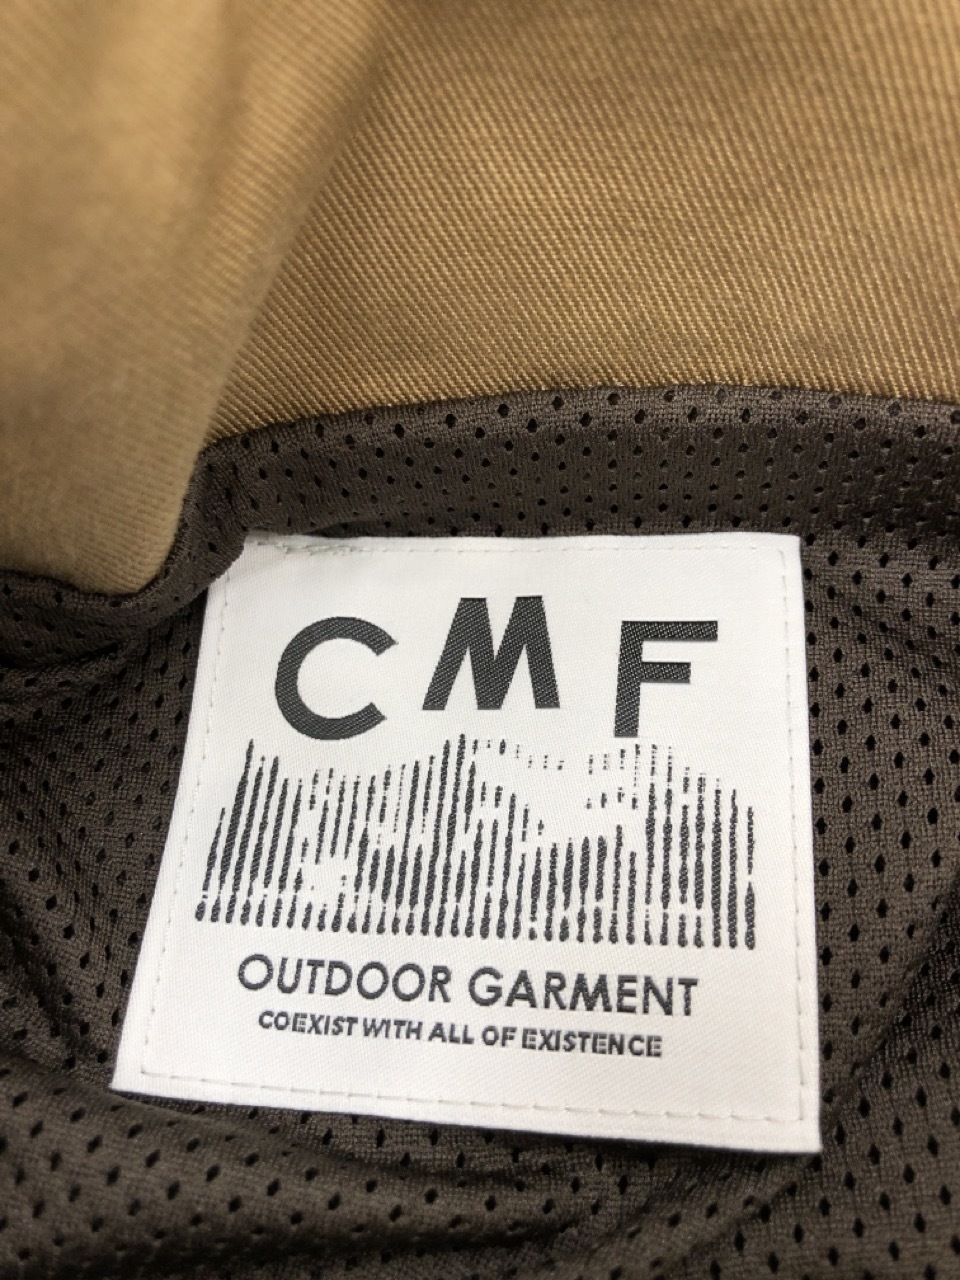 CMF
OUTDOOR GARMENT
COEXIST WITH ALL OF EXISTENCE